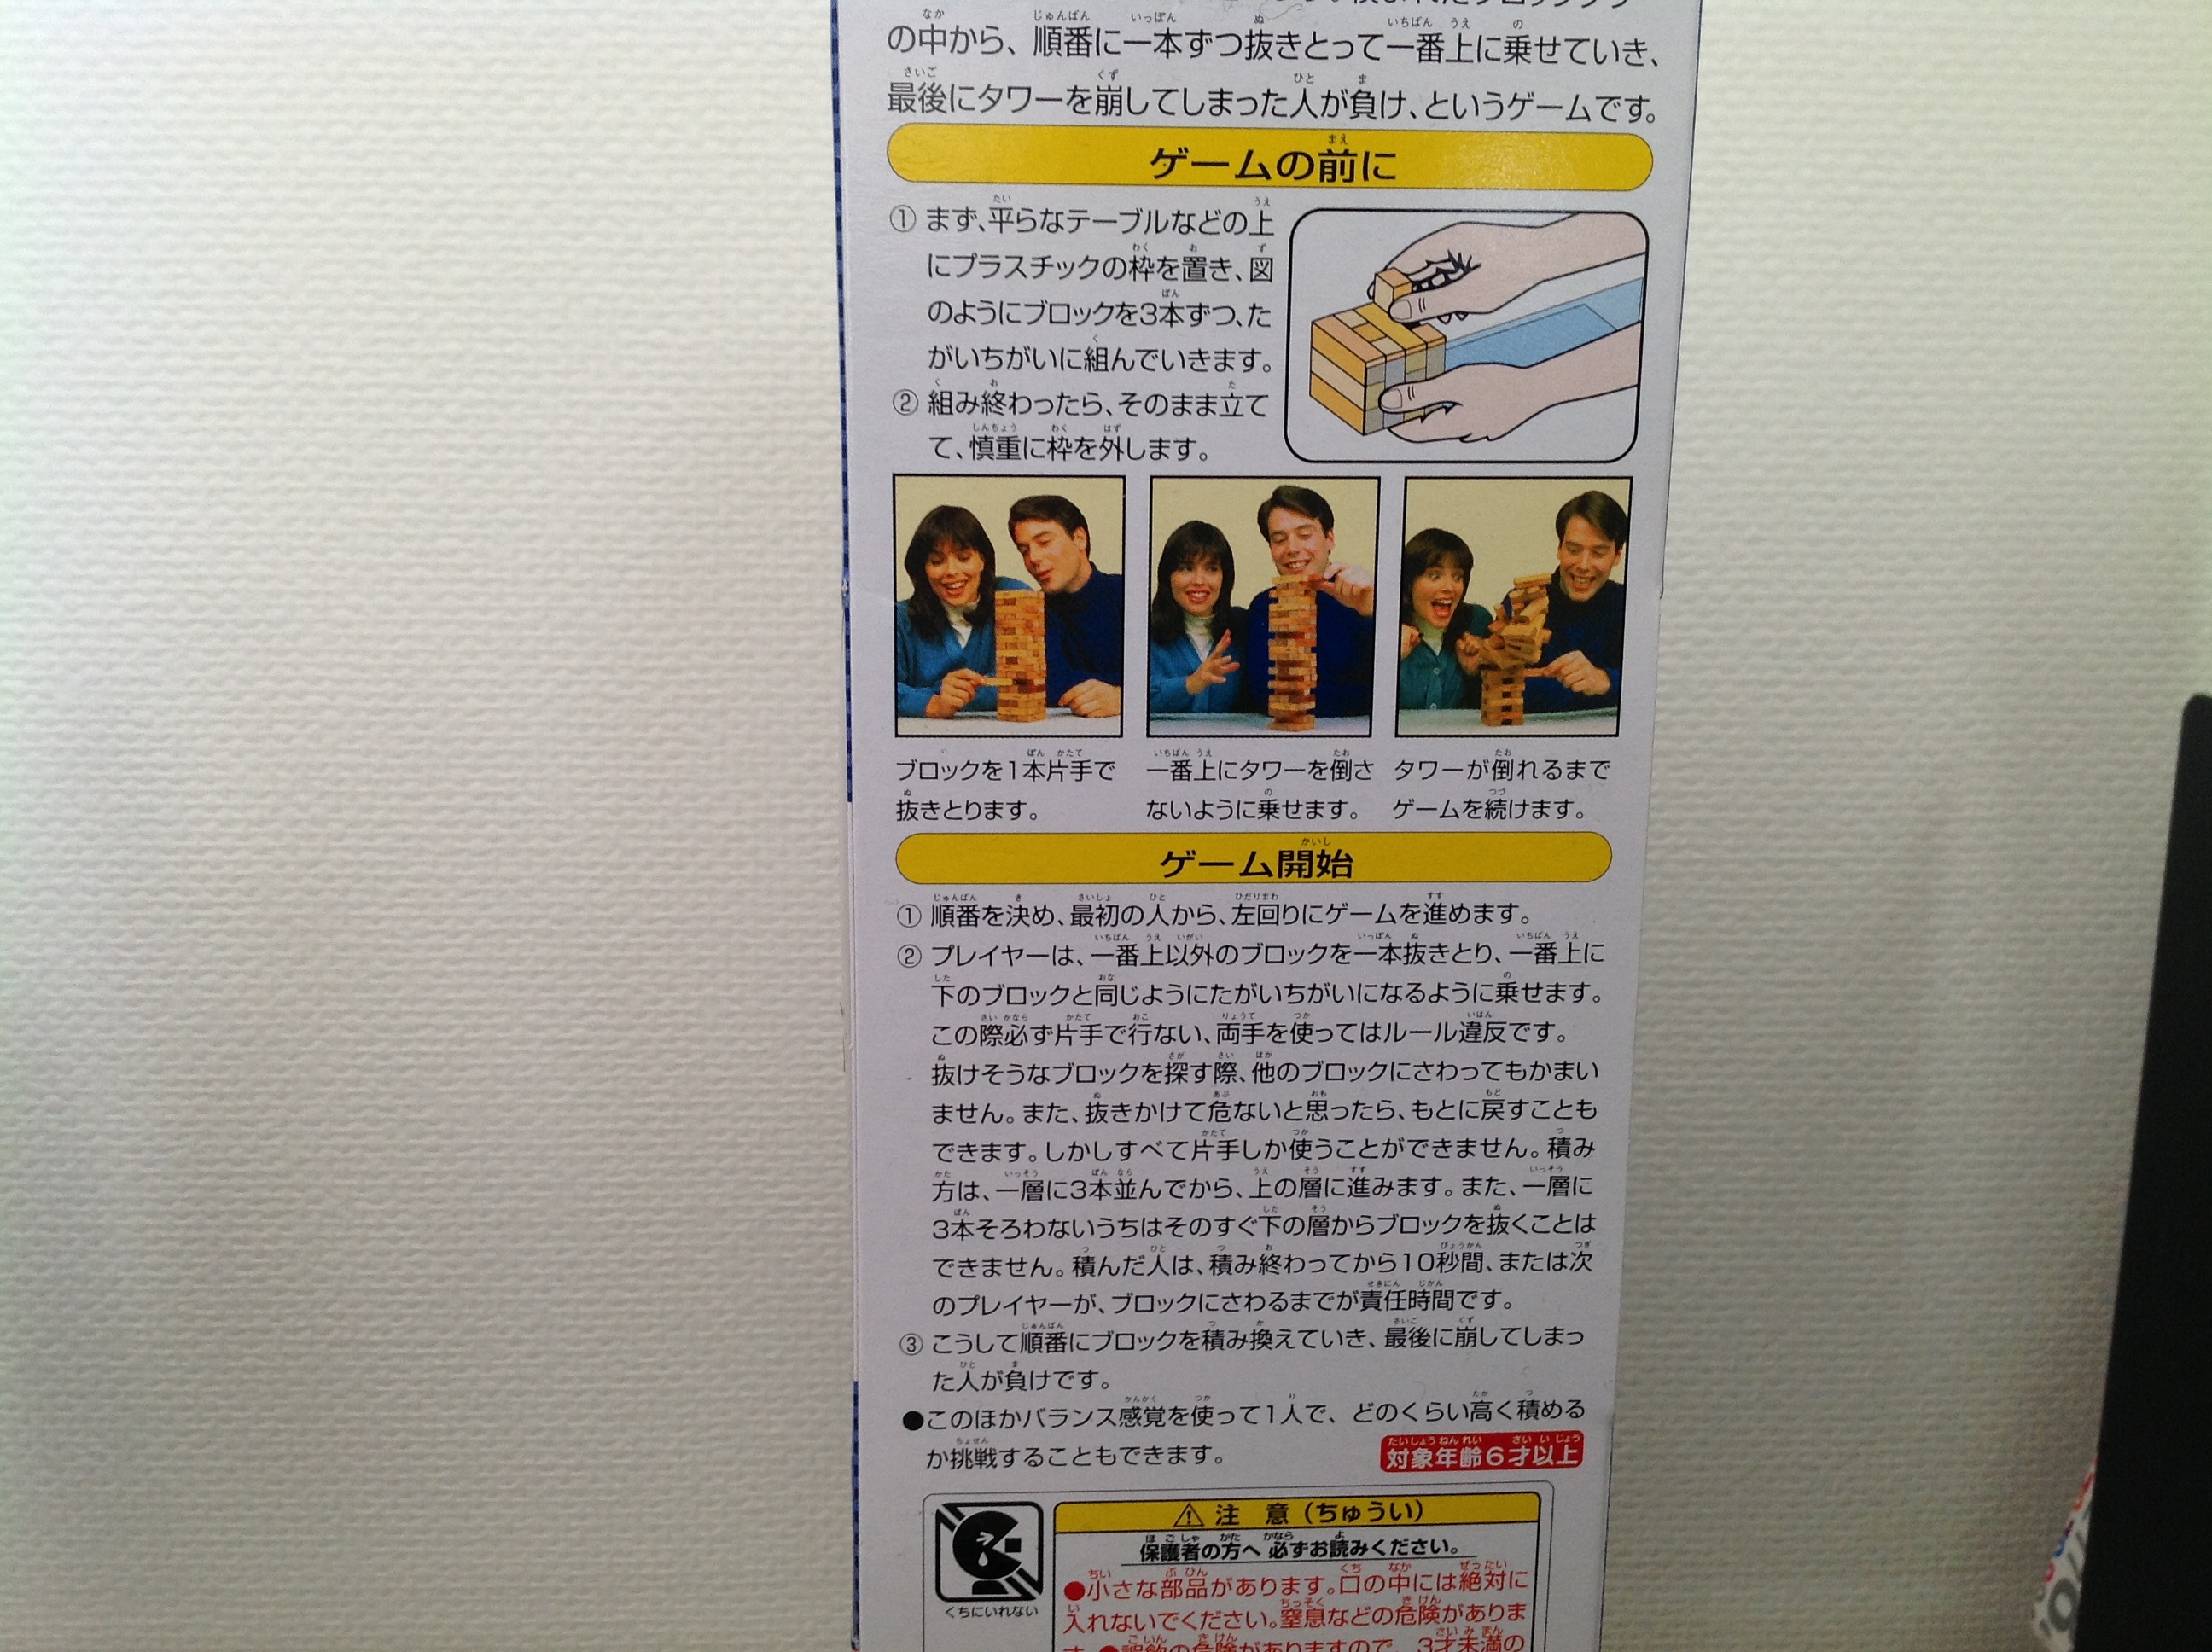 の中から、順番に一本ずつ抜きとって一番上に乗せていき、
最後にタワーを崩してしまった人が負け、というゲームです。
ゲームの前に
① まず、平らなテーブルなどの上
にプラスチックの枠を置き、図
のようにブロックを3本ずつ、た
がいちがいに組んでいきます。
② 組み終わったら、そのまま立て
て、慎重に枠を外します。
ブロックを1本片手で
抜きとります。
一番上にタワーを倒さ
ないように乗せます。
タワーが倒れるまで
ゲームを続けます。
ゲーム開始
① 順番を決め、最初の人から、左回りにゲームを進めます。
② プレイヤーは、一番上以外のブロックを一本抜きとり、一番上に
下のブロックと同じようにたがいちがいになるように乗せます。
この際必ず片手で行ない、両手を使ってはルール違反です。
抜けそうなブロックを探す際、他のブロックにさわってもかまい
ません。また、抜きかけて危ないと思ったら、もとに戻すことも
できます。しかしすべて片手しか使うことができません。積み
方は、一層に3本並んでから、上の層に進みます。また、一層に
3本そろわないうちはそのすぐ下の層からブロックを抜くことは
できません。積んだ人は、積み終わってから10秒間、または次
のプレイヤーが、ブロックにさわるまでが責任時間です。
③ こうして順番にブロックを積み換えていき、最後に崩してしまっ
た人が負けです。
●このほかバランス感覚を使って1人で、どのくらい高く積める
か挑戦することもできます。
対象年齢6才以上
注 意（ちゅうい）
保護者の方へ 必ずお読みください。
●小さな部品があります。口の中には絶対に
入れないでください。窒息などの危険がありま
す。●誤飲の危険がありますので、3才未満の
くちにいれない